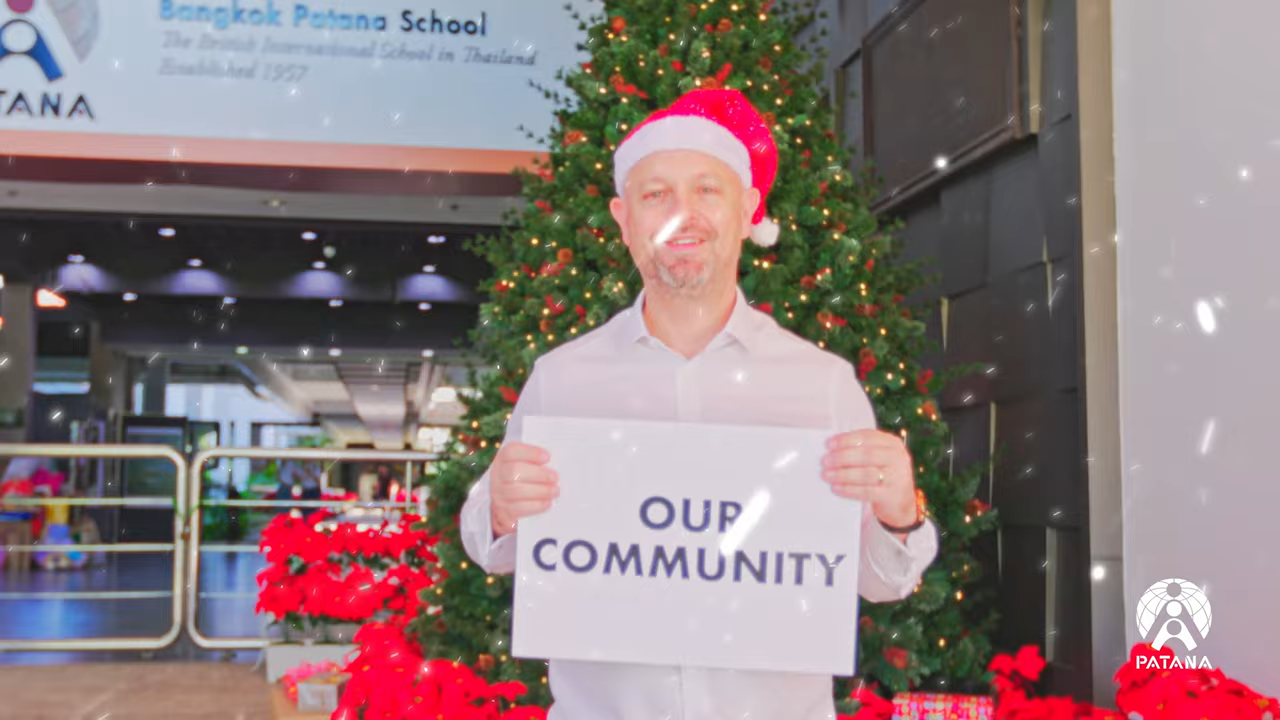 Bangkok Patana School
The British International School in Thailand
Established 1957
TANA
OUR
COMMUNITY
PATANA